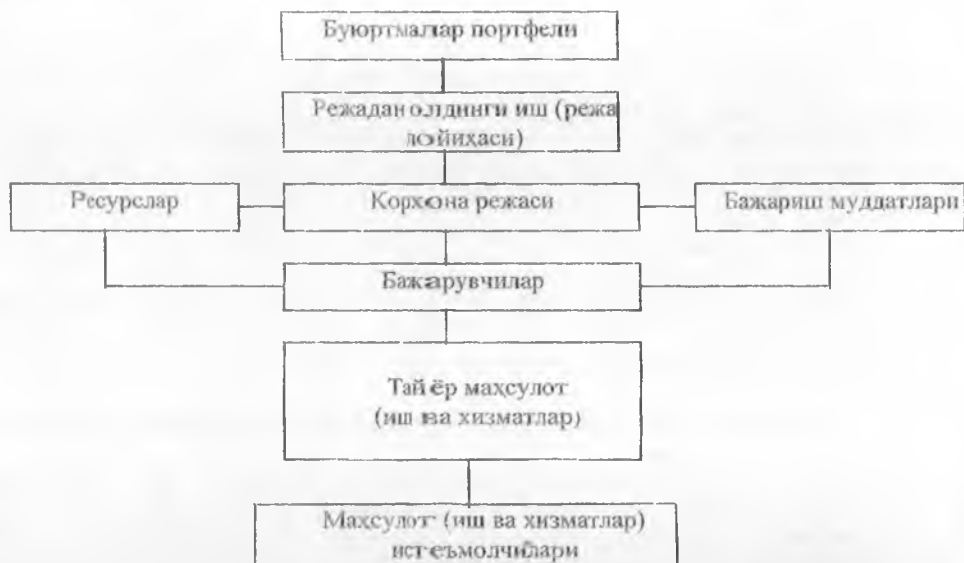 Буюртмалар портфели
Режадан олдинги иш (режа
лойиҳаси)
Ресурслар
Корхона режаси
Бажариш муддатлари
Бажарувчилар
Тайёр маҳсулот
(иш ва хизматлар)
Маҳсулот (иш ва хизматлар)
истеъмолчилари